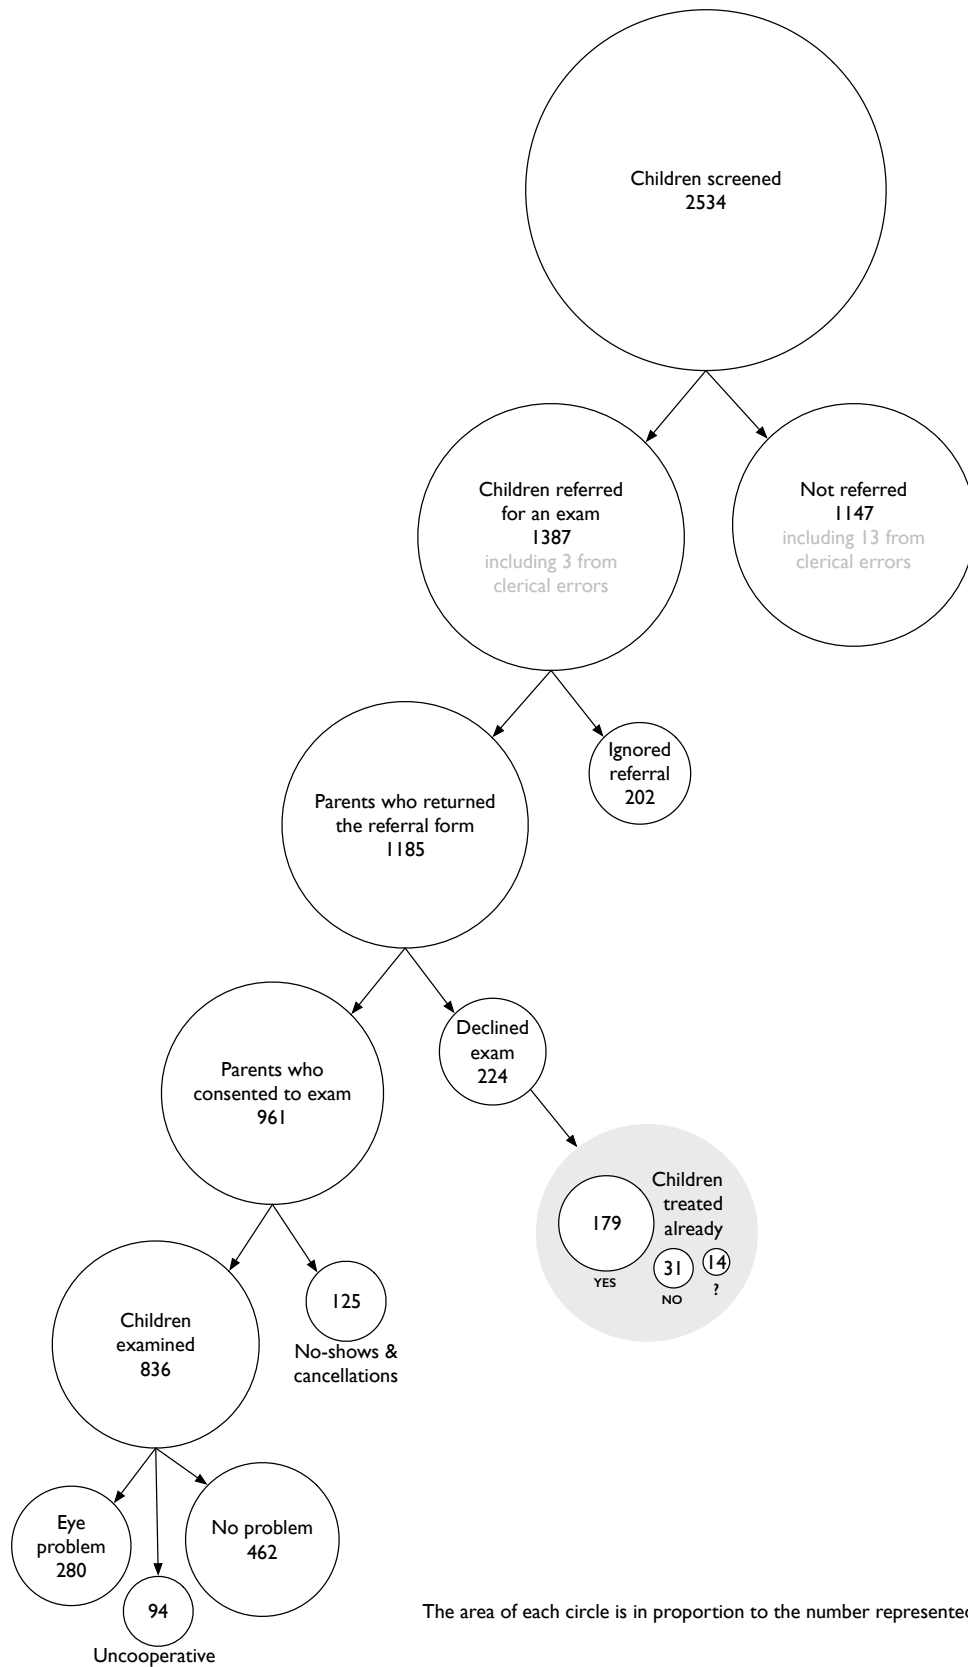 Children screened
2534
Children referred
for an exam
1387
including 3 from
clerical errors
Not referred
1147
including 13 from
clerical errors
Ignored
referral
202
Parents who returned
the referral form
1185
Declined
exam
224
Parents who
consented to exam
961
Children
treated
already
179
YES
31
NO
14
?
125
No-shows &
cancellations
Children
examined
836
Eye
problem
280
No problem
462
94
Uncooperative
The area of each circle is in proportion to the number represented